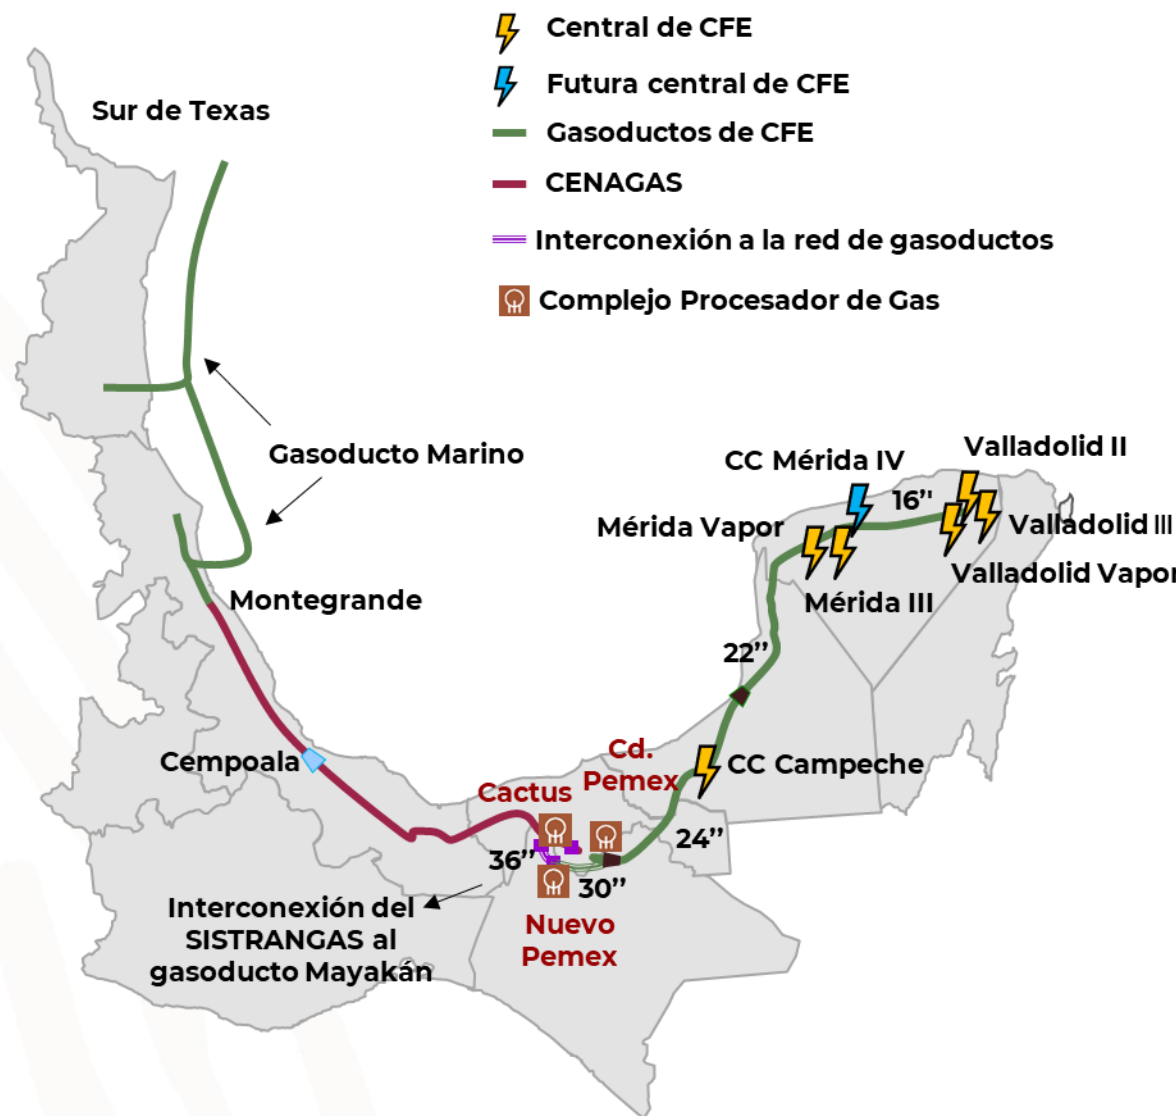 Central de CFE
Futura central de CFE
Gasoductos de CFE
CENAGAS
Interconexión a la red de gasoductos
Complejo Procesador de Gas
Sur de Texas
Gasoducto Marino
Montegrande
Cempoala
Valladolid II
CC Mérida IV
16"
Mérida Vapor
Valladolid III
Valladolid Vapor
Mérida III
22’’
Cd.
Pemex
CC Campeche
Cactus
24’’
36’’
30’’
Interconexión del
SISTRANGAS al
gasoducto Mayakán
Nuevo
Pemex